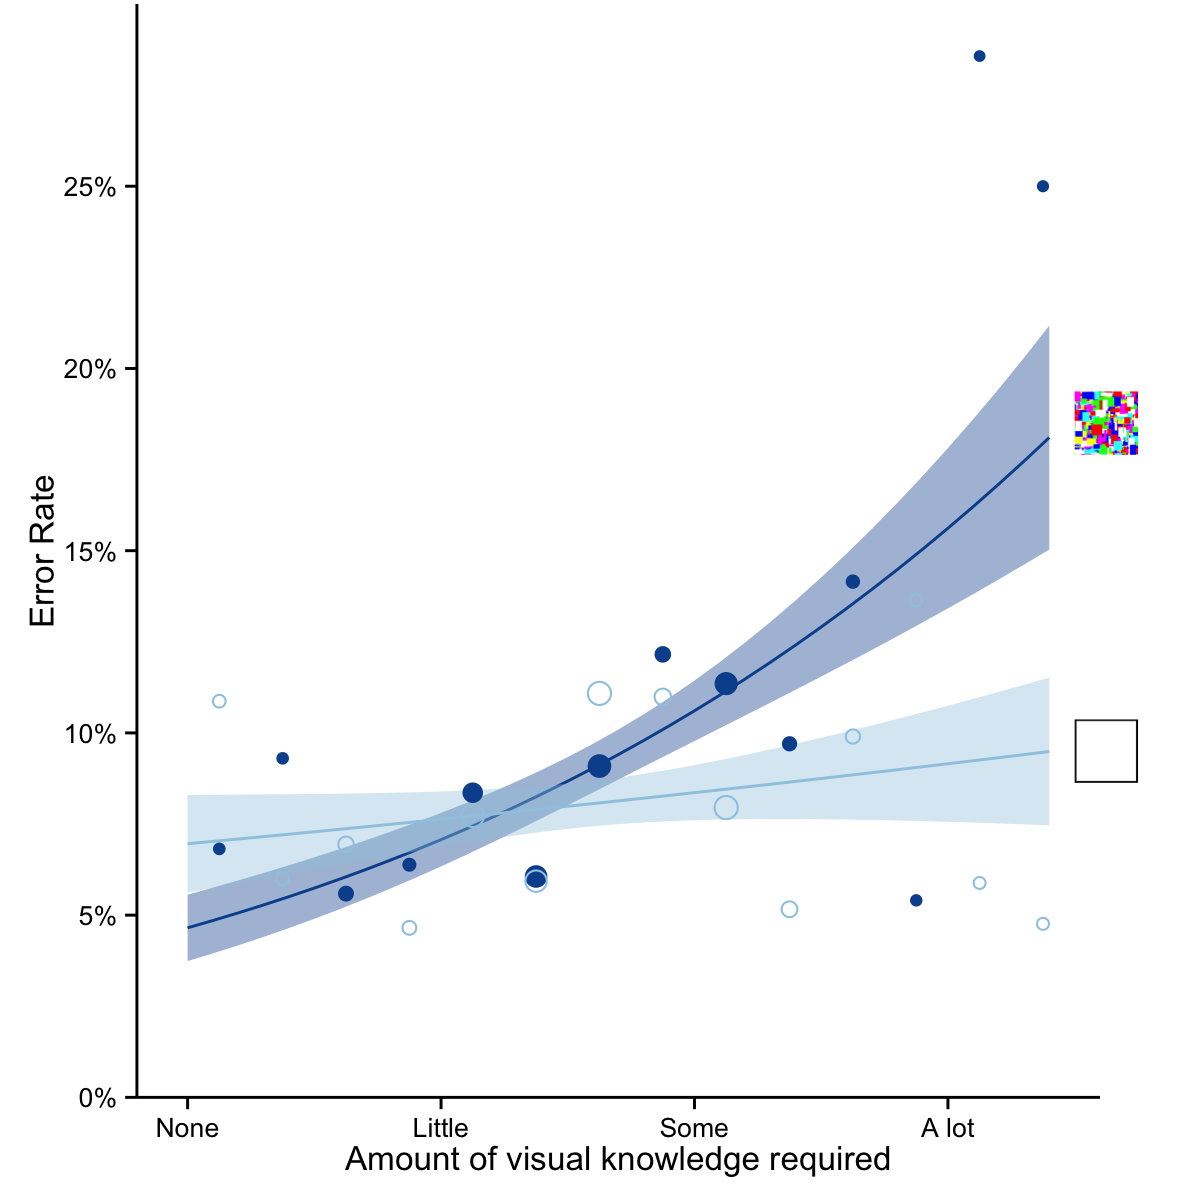 25%
20%
15%
10%
5%
0%
Error Rate
None Little Some A lot
Amount of visual knowledge required